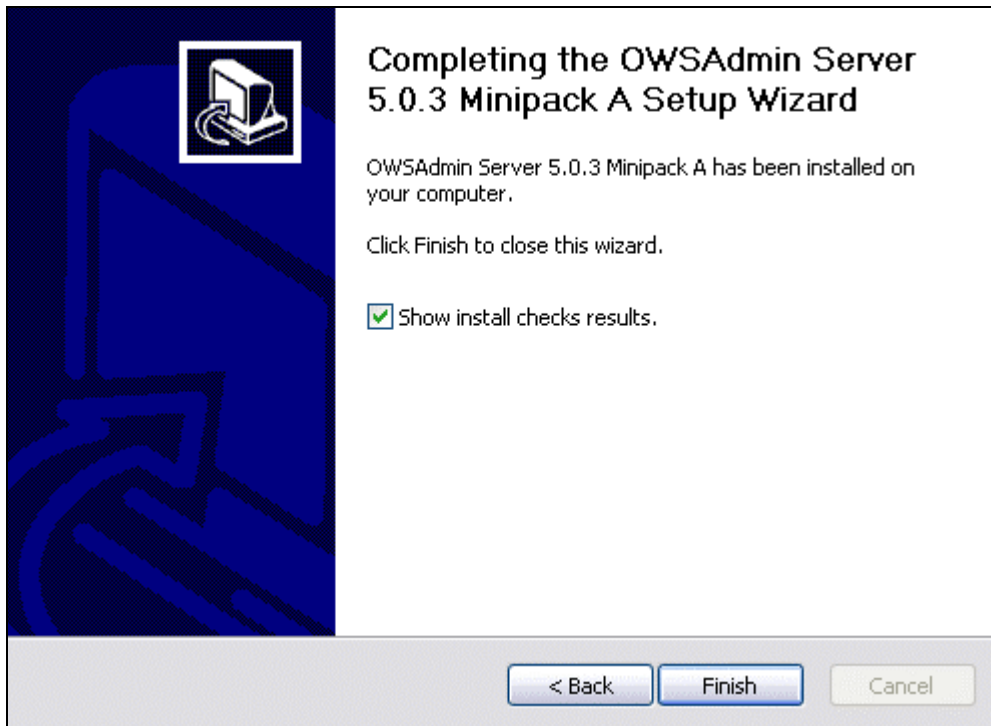 Completing the OWSAdmin Server
5.0.3 Minipack A Setup Wizard
OWSAdmin Server 5.0.3 Minipack A has been installed on
your computer.
Click Finish to close this wizard.
Show install checks results.
< Back
Finish
Cancel